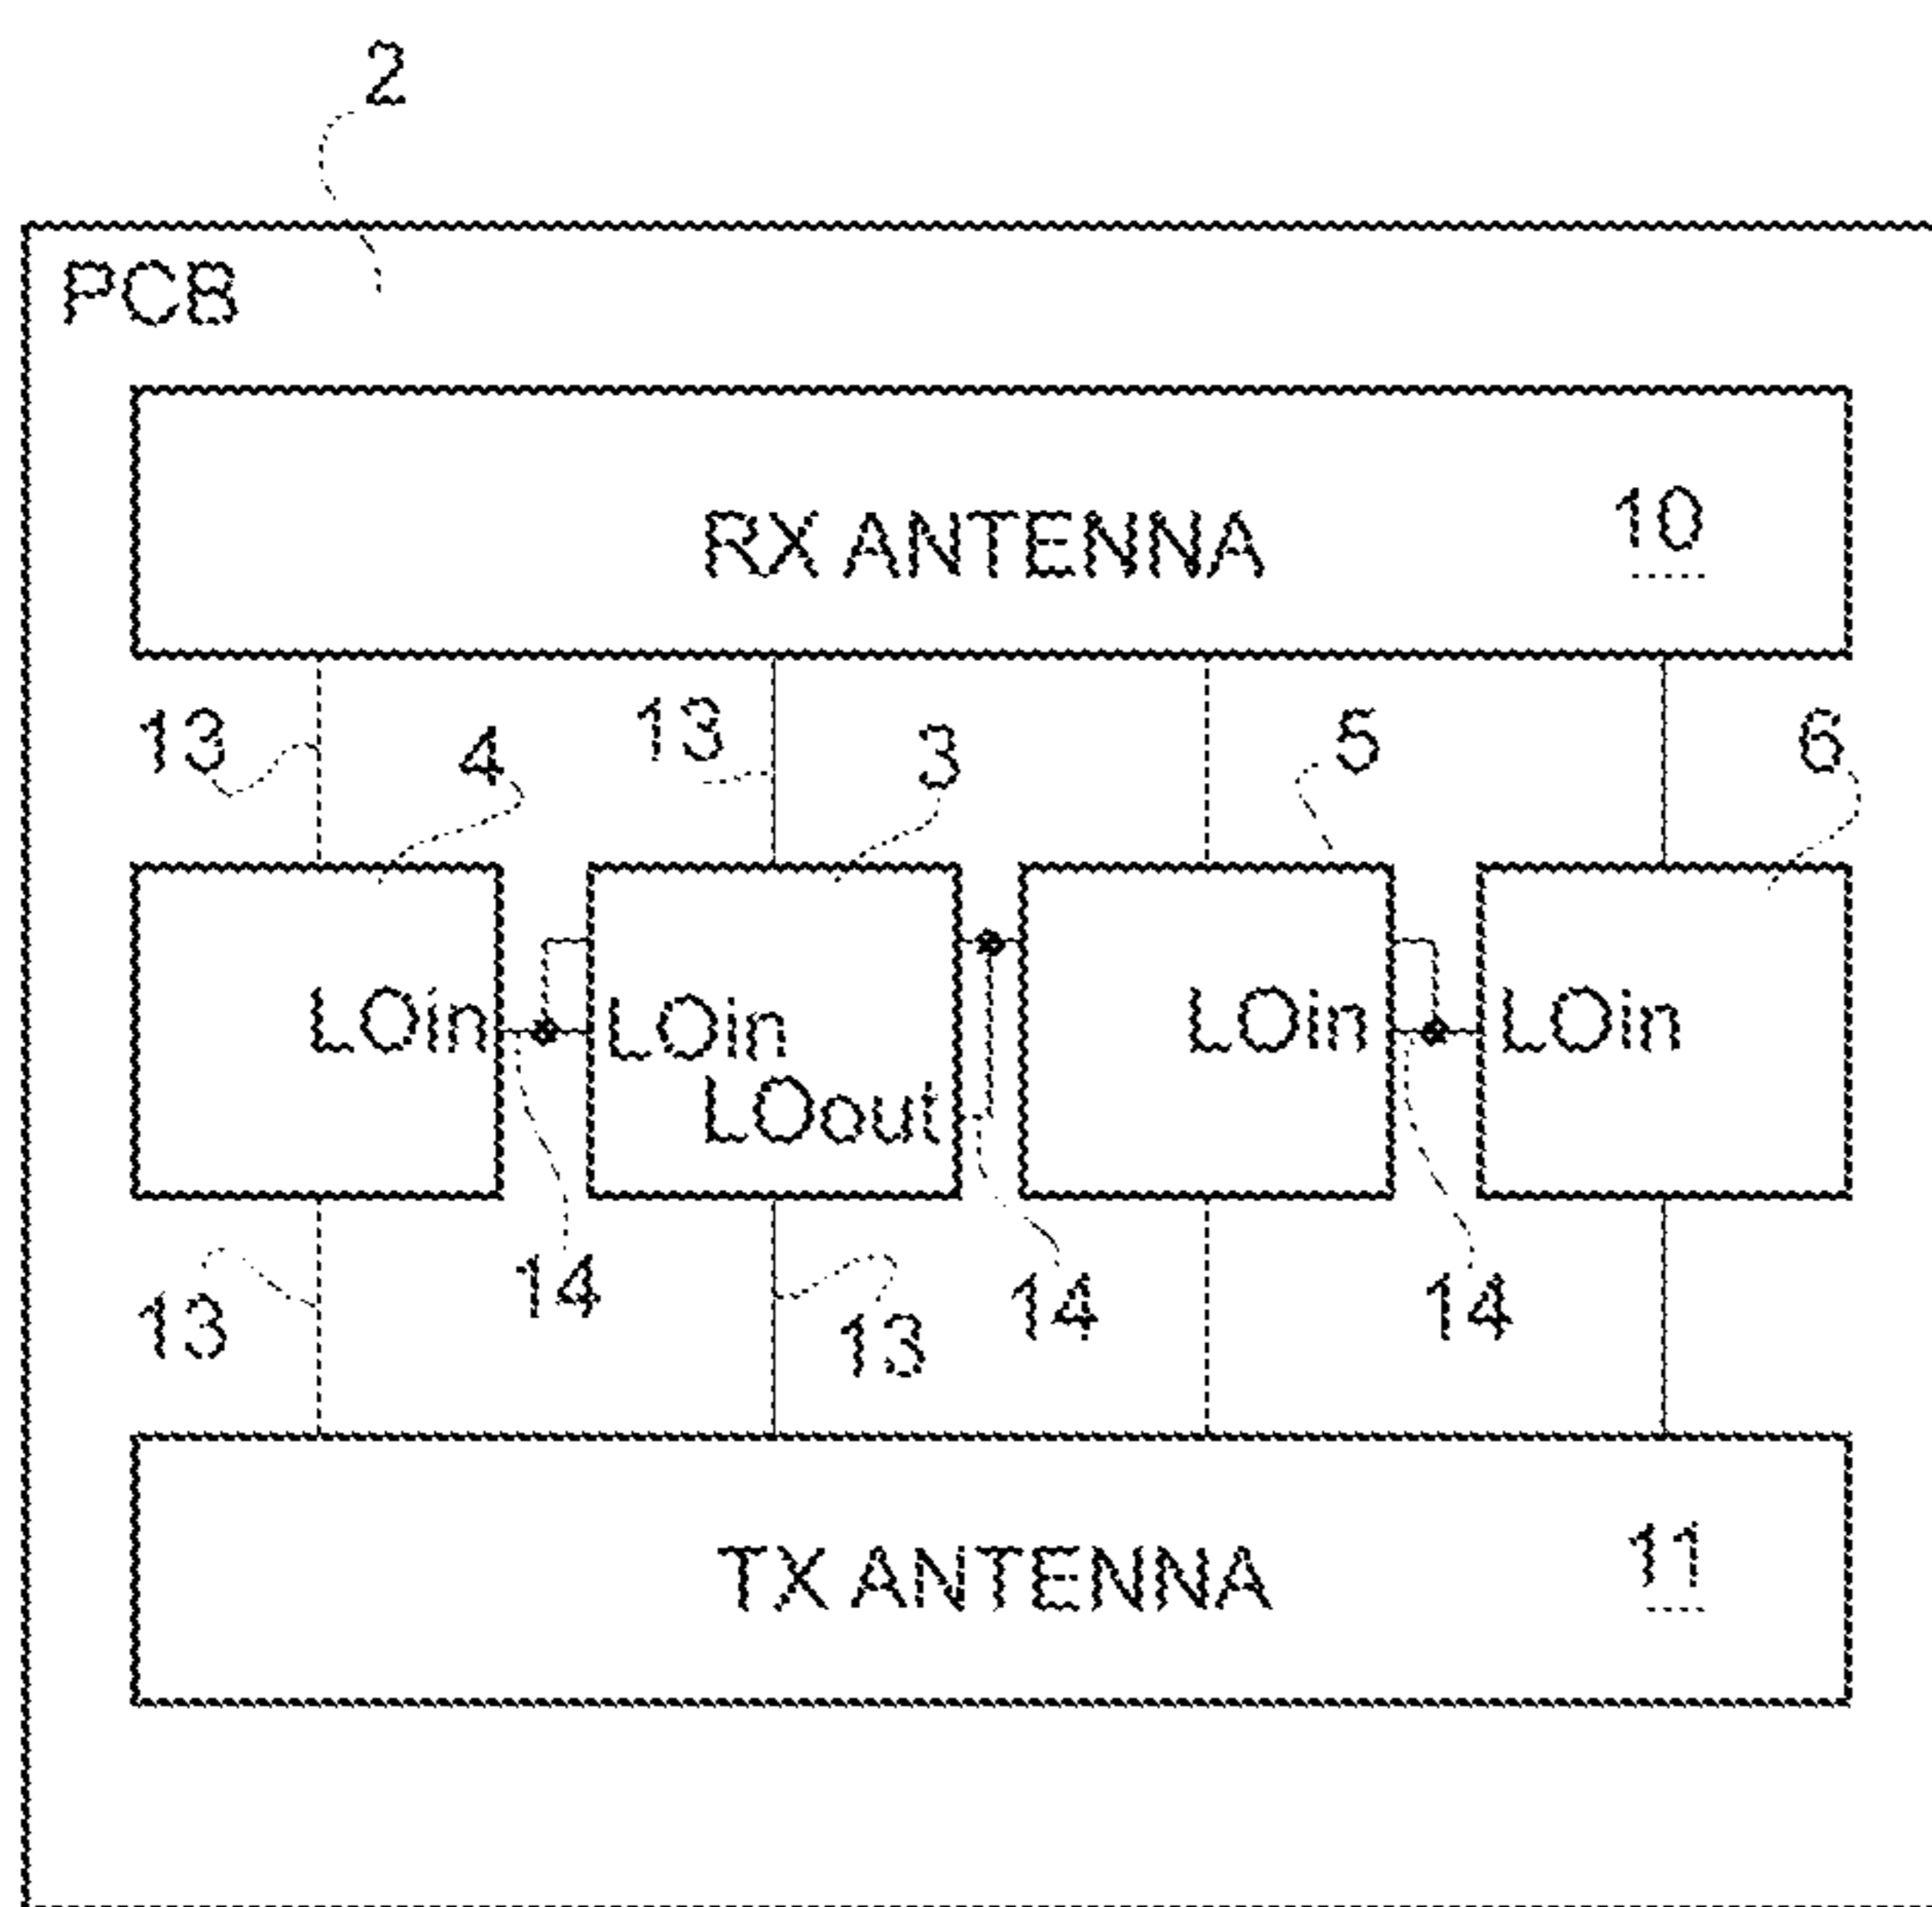 2
PCB
RX ANTENNA 10
13 4 13 3 5 6
LOin LOin LOin LOin
LOout
13 14 13 14 14
TX ANTENNA 11